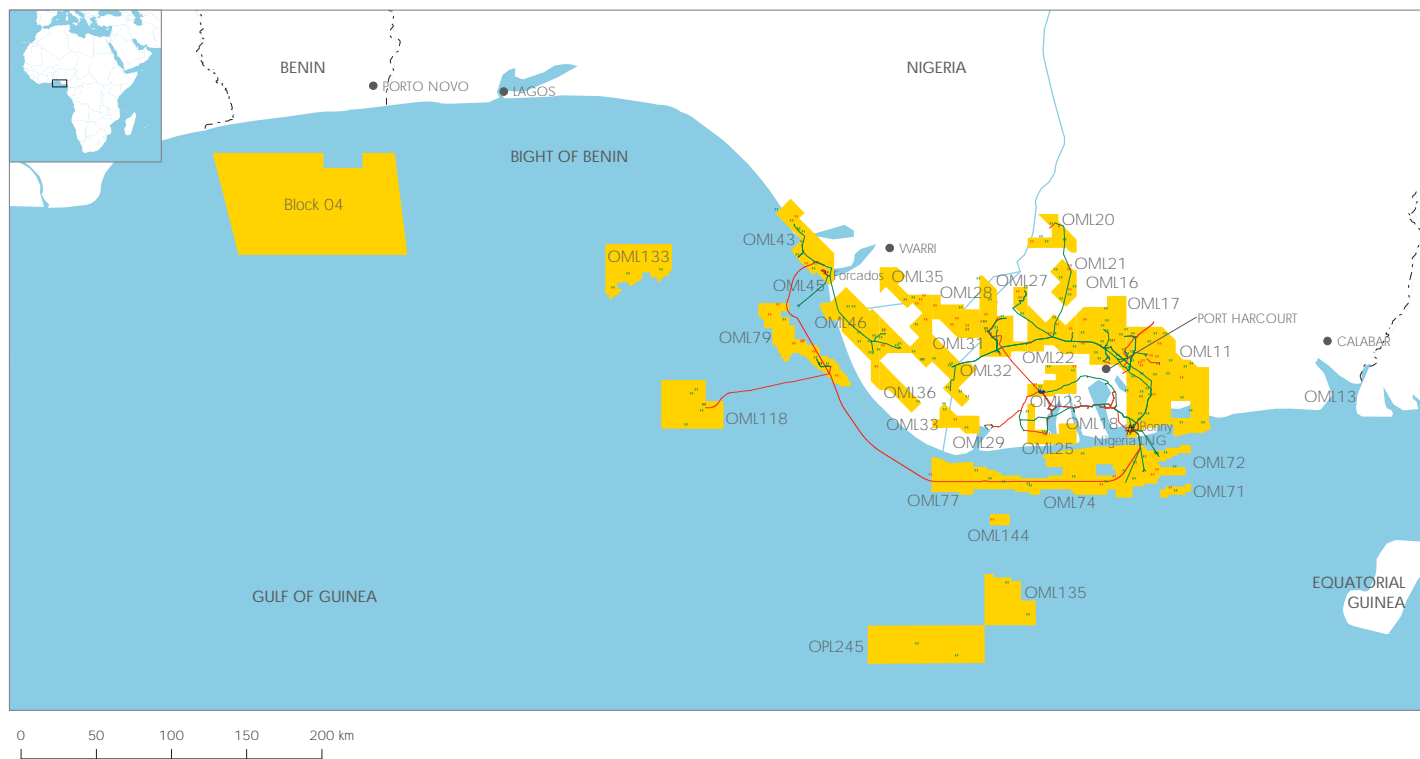 BENIN
NIGERIA
PORTO NOVO
LAGOS
BIGHT OF BENIN
Block 04
OML20
OML43
WARRI
OML133
OML21
Forcados
OML35
OML27
OML16
OML45
OML28
OML17
PORT HARCOURT
OML46
OML79
OML31
CALABAR
OML22
OML11
OML32
OML36
OML13
OML23
OML118
OML33
OML18
Bonny
OML29
OML25
Nigeria LNG
OML72
OML77
OML74
OML71
OML144
EQUATORIAL
GUINEA
GULF OF GUINEA
OML135
OPL245
0
50
100
150
200 km